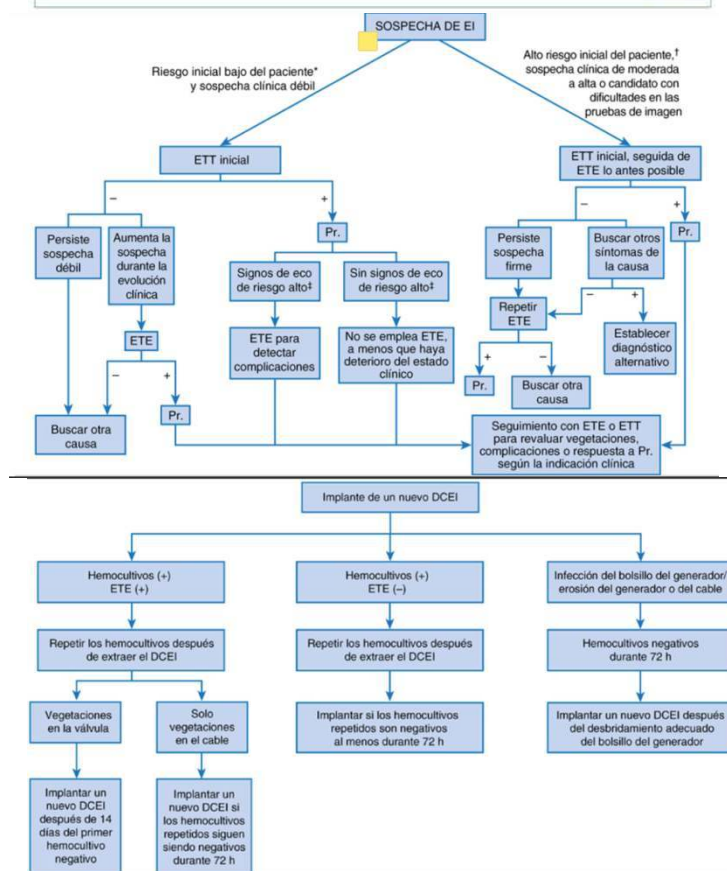 SOSPECHA DE EI
Riesgo inicial bajo del paciente*
y sospecha clínica débil
Alto riesgo inicial del paciente,†
sospecha clínica de moderada
a alta o candidato con
dificultades en las
pruebas de imagen
ETT inicial
ETT inicial, seguida de
ETE lo antes posible
–
+
–
+
Persiste
sospecha
débil
Aumenta la
sospecha
durante la
evolución
clínica
Pr.
Signos de eco
de riesgo alto‡
Sin signos de eco
de riesgo alto‡
Persiste
sospecha
firme
Buscar otros
síntomas de
la causa
Pr.
ETE
ETE para
detectar
complicaciones
No se emplea ETE,
a menos que haya
deterioro del estado
clínico
Repetir
ETE
–
+
Establecer
diagnóstico
alternativo
–
+
Pr.
Buscar otra
causa
+
–
Pr.
Buscar otra
causa
Seguimiento con ETE o ETT
para revaluar vegetaciones,
complicaciones o respuesta a Pr.
según la indicación clínica
Implante de un nuevo DCEI
Hemocultivos (+)
ETE (+)
Hemocultivos (+)
ETE (–)
Infección del bolsillo del generador/
erosión del generador o del cable
Repetir los hemocultivos después
de extraer el DCEI
Repetir los hemocultivos después
de extraer el DCEI
Hemocultivos negativos
durante 72 h
Vegetaciones
en la válvula
Solo
vegetaciones
en el cable
Implantar si los hemocultivos
repetidos son negativos
al menos durante 72 h
Implantar un nuevo DCEI después
del desbridamiento adecuado
del bolsillo del generador
Implantar un
nuevo DCEI
después de 14
días del primer
hemocultivo
negativo
Implantar un
nuevo DCEI si
los hemocultivos
repetidos siguen
siendo negativos
durante 72 h